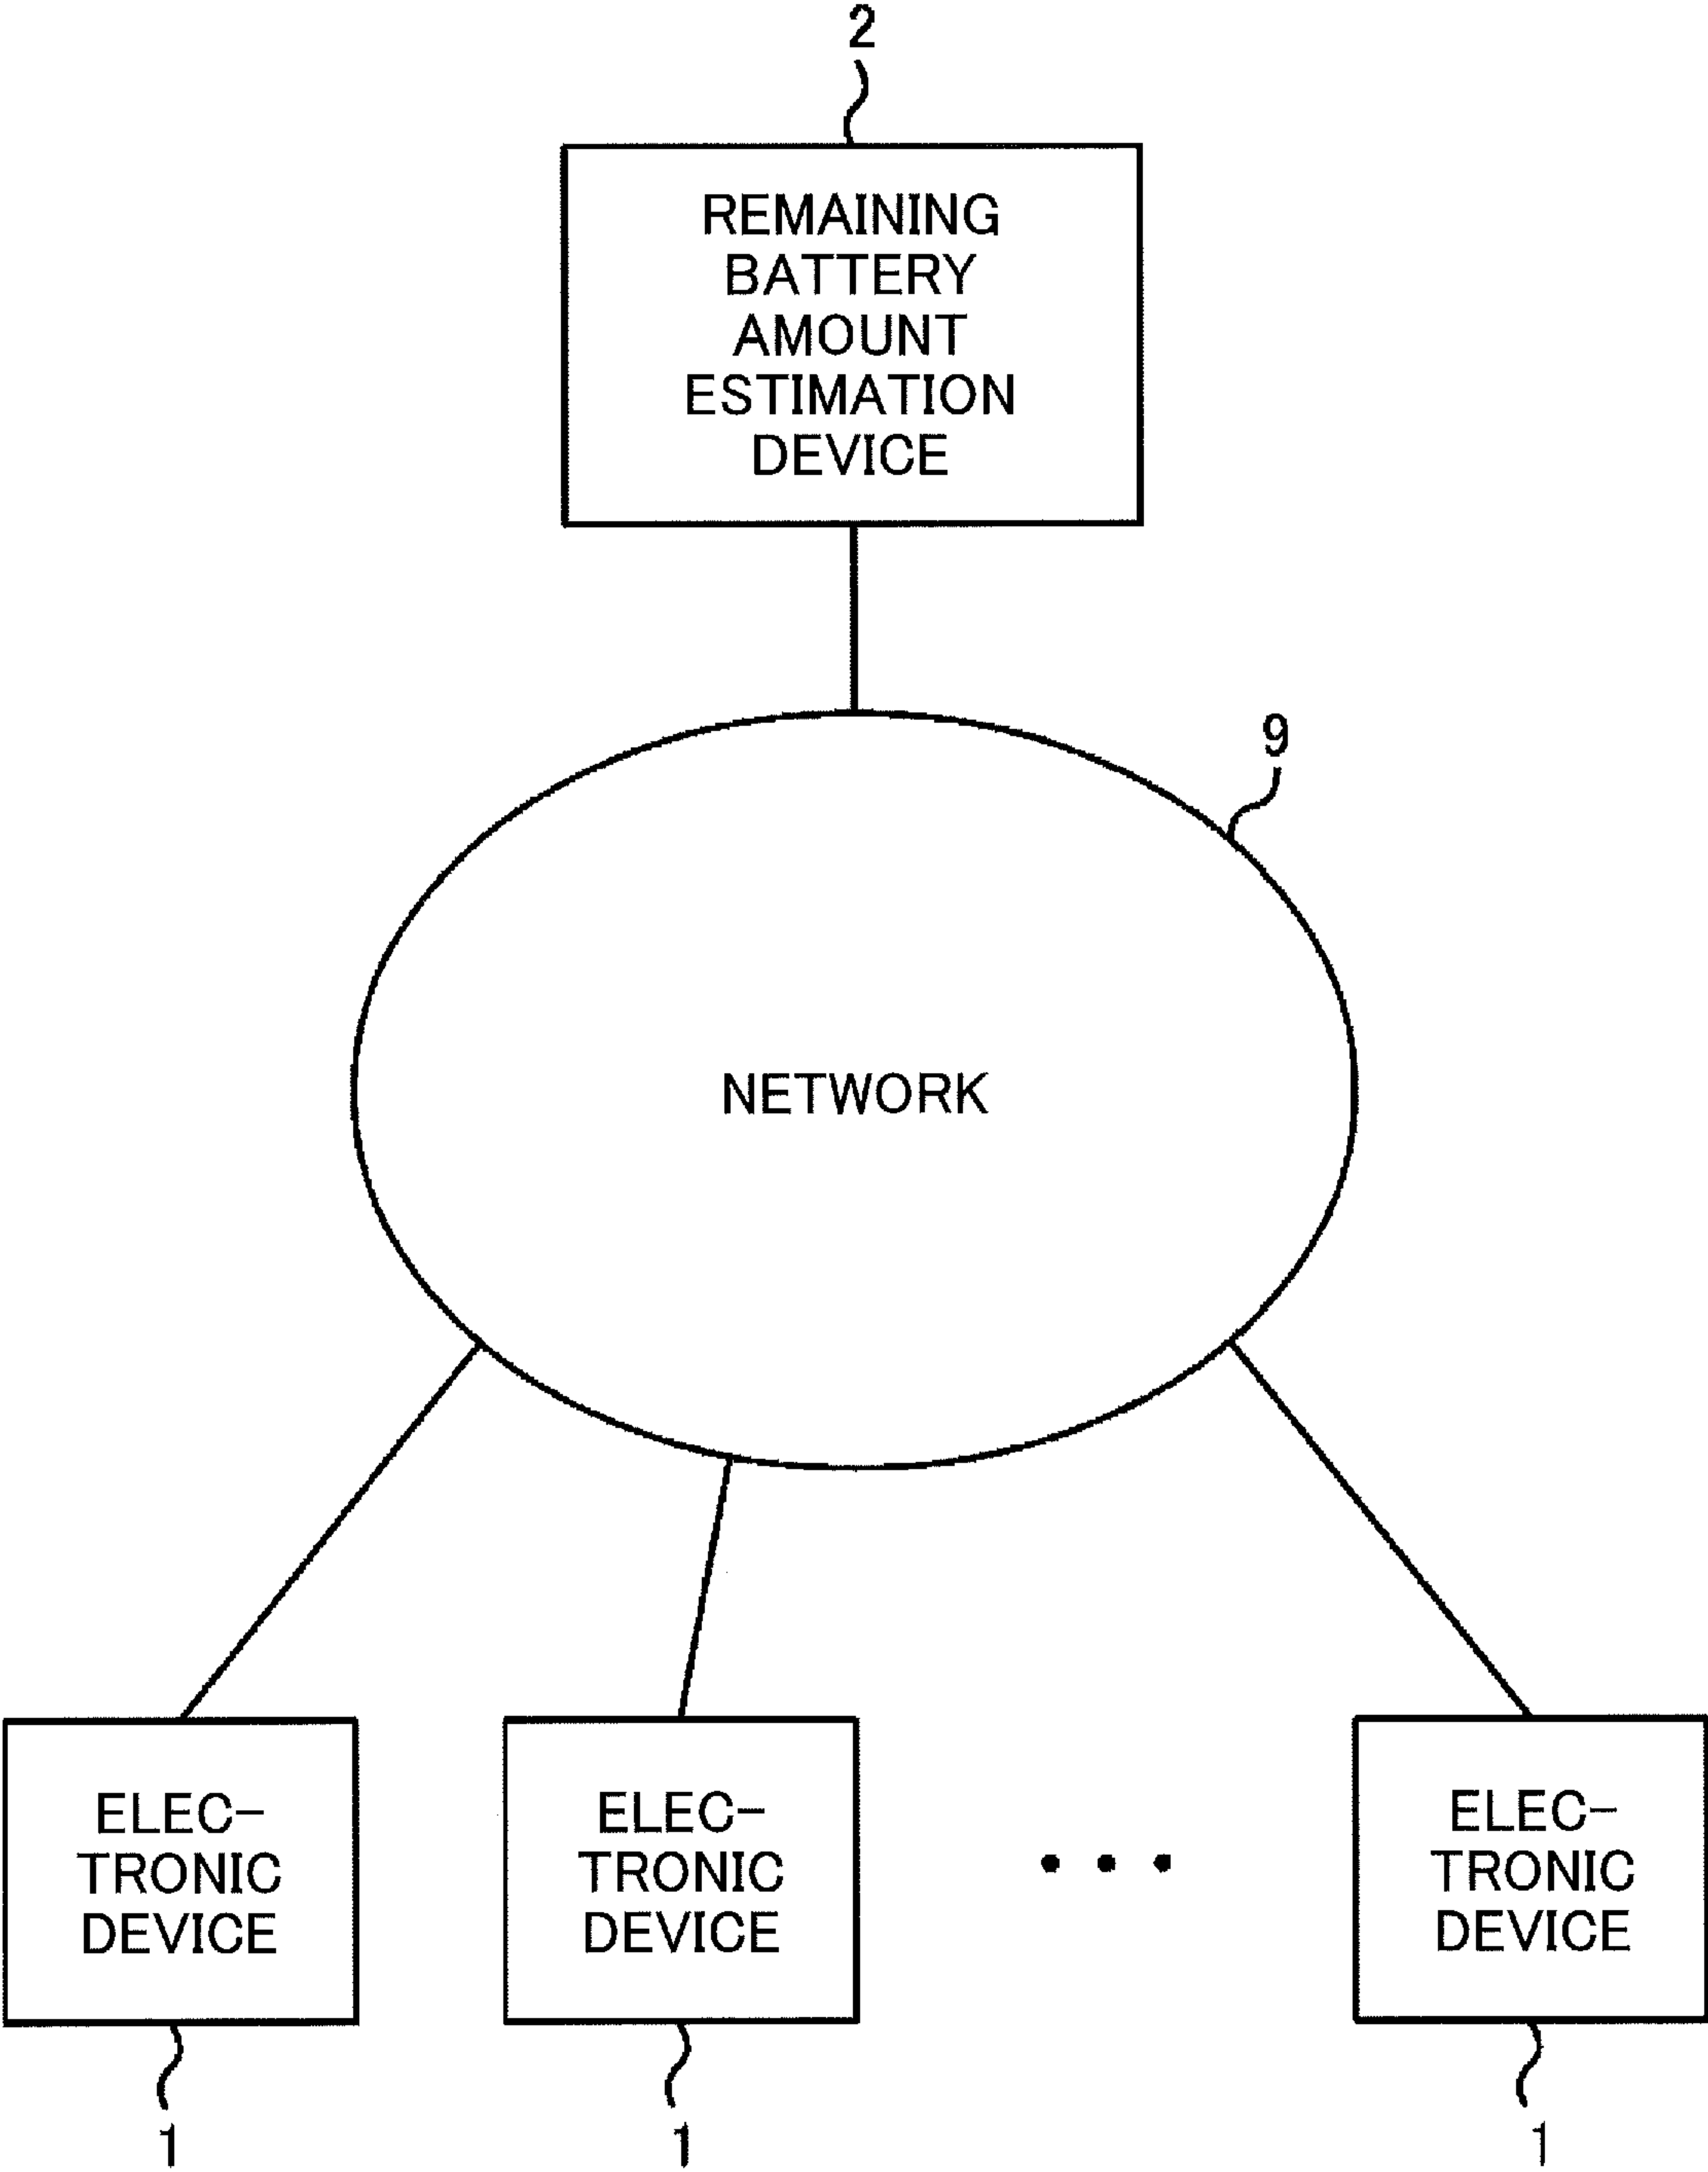 2
REMAINING
BATTERY
AMOUNT
ESTIMATION
DEVICE
9
NETWORK
ELEC-
TRONIC
DEVICE
ELEC-
TRONIC
DEVICE
• • •
ELEC-
TRONIC
DEVICE
1
1
1